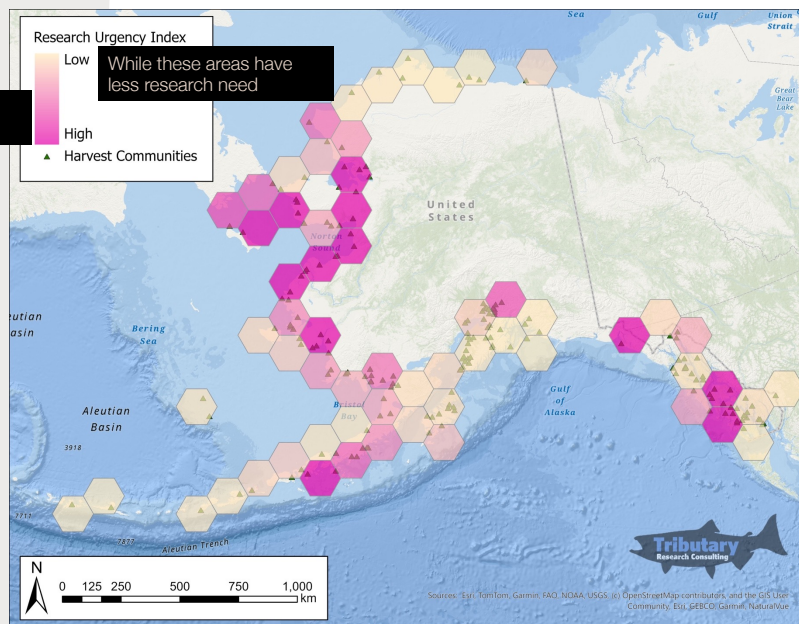 Sea
Gulf
Union
Strait
Research Urgency Index
Low
While these areas have
less research need
High
Harvest Communities
Great
Bear
Lake
United
States
Norton
Sound
eutian
asin
Bering
Sea
Bristol
Bay
Gulf
of
Alaska
Aleutian
Basin
3918
7711
7877
Aleutian Trench
Tributary
Research Consulting
N
0 125 250 500 750 1,000
km
Sources: Esri, TomTom, Garmin, FAO, NOAA, USGS, (c) OpenStreetMap contributors, and the GIS User
Community, Esri, GEBCO, Garmin, NaturalVue